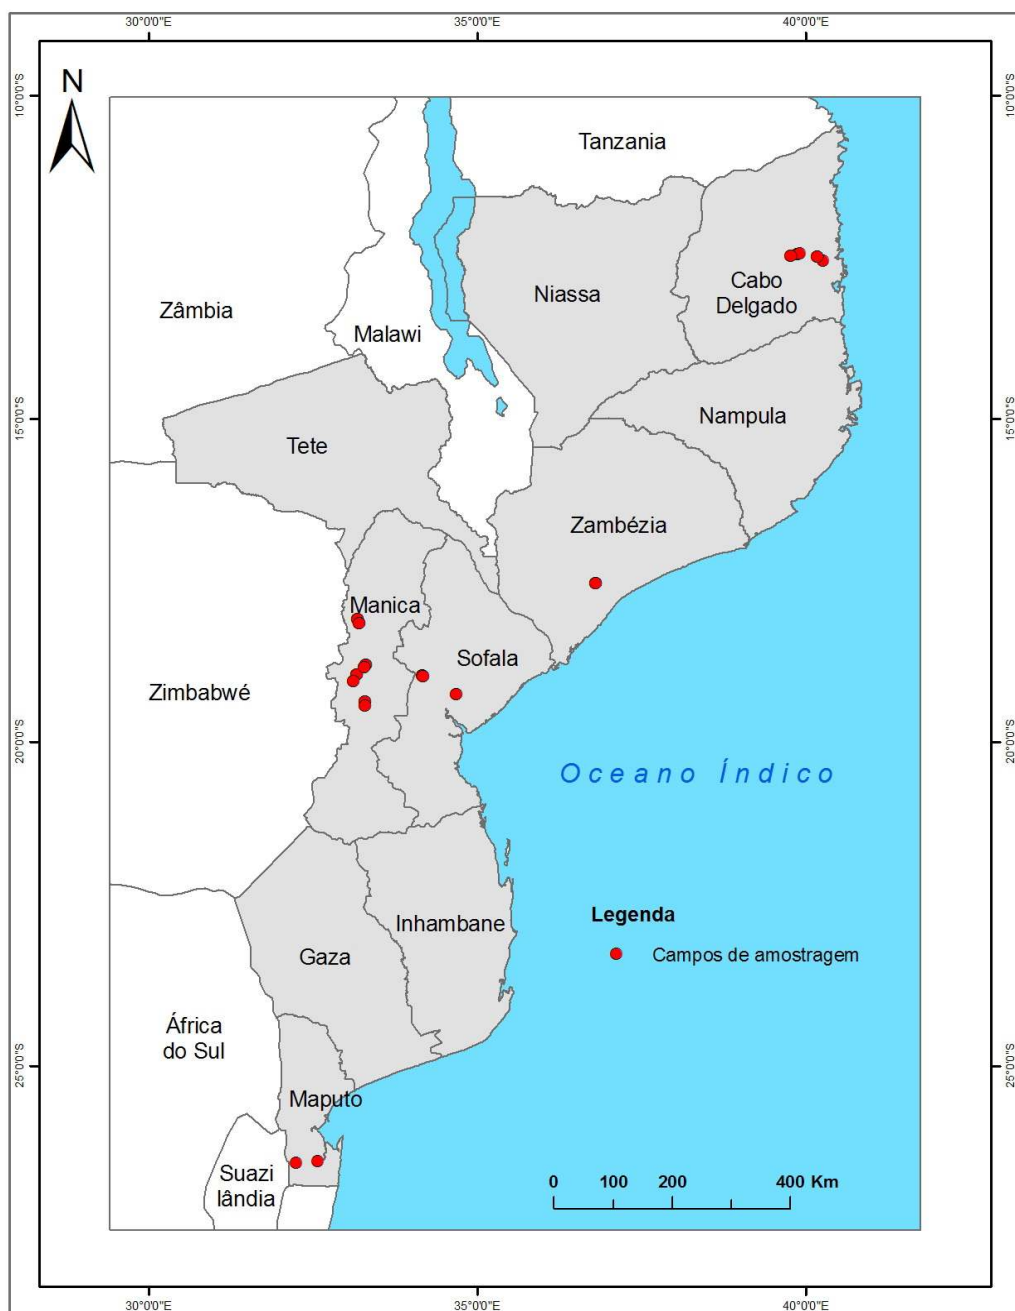 30°0'0"E
35°0'0"E
40°0'0"E
N
10°0'0"S
10°0'0"S
Tanzania
Niassa
Cabo
Delgado
Zâmbia
Malawi
Nampula
15°0'0"S
15°0'0"S
Tete
Zambézia
Manica
Sofala
Zimbabwé
20°0'0"S
20°0'0"S
Oceano Índico
Legenda
Inhambane
Campos de amostragem
Gaza
África
do Sul
25°0'0"S
25°0'0"S
Maputo
Suazi
lândia
0 100 200 400 Km
30°0'0"E
35°0'0"E
40°0'0"E